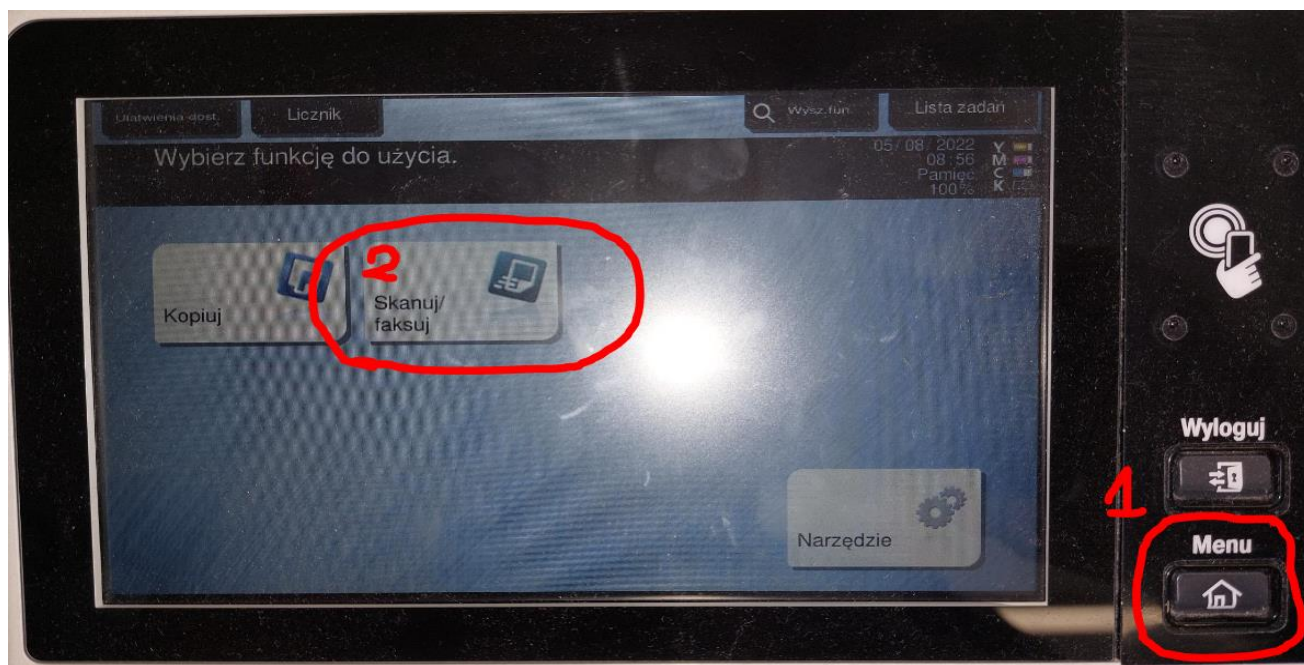 Ułatwienia dost.
Licznik
Wysz.fun.
Lista zadań
Wybierz funkcję do użycia.
05/08/2022
08:56
Pamięć
100%
Y
M
C
K
Kopiuj
2
Skanuj/
faksuj
Narzędzie
Wyloguj
1
Menu